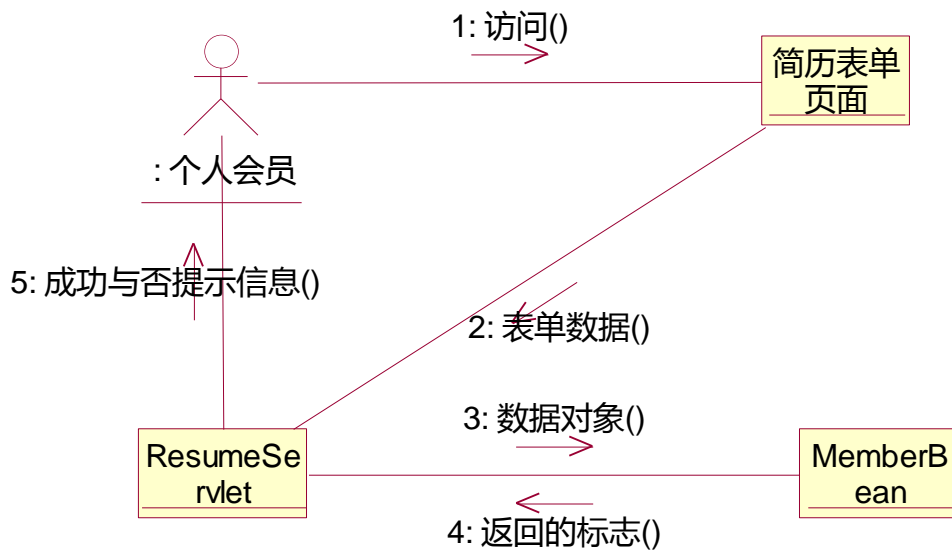 1: 访问()
简历表单
页面
: 个人会员
5: 成功与否提示信息()
2: 表单数据()
3: 数据对象()
ResumeSe
rvlet
MemberB
ean
4: 返回的标志()